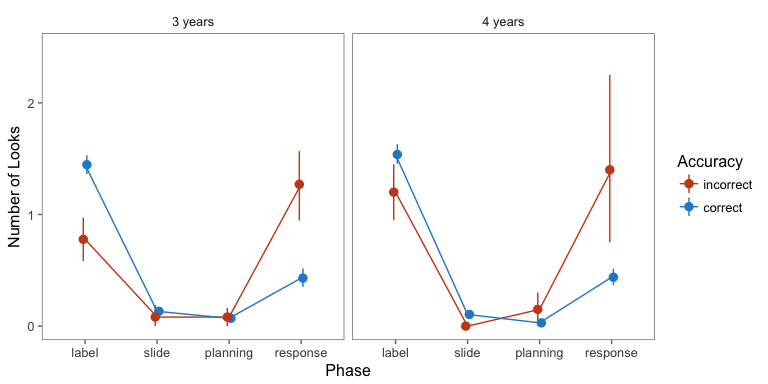 3 years
4 years
Number of Looks
2
1
0
label slide planning response
label slide planning response
Phase
Accuracy
incorrect
correct